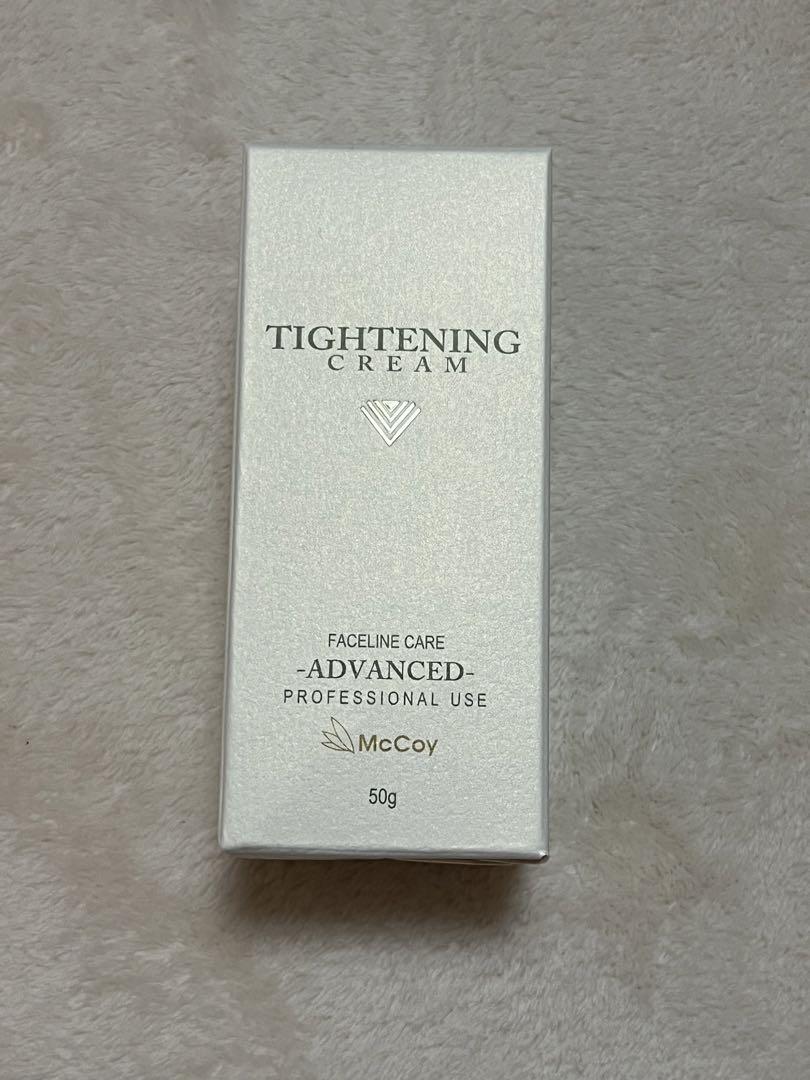 TIGHTENING
CREAM
FACELINE CARE
-ADVANCED-
PROFESSIONAL USE
McCoy
50g